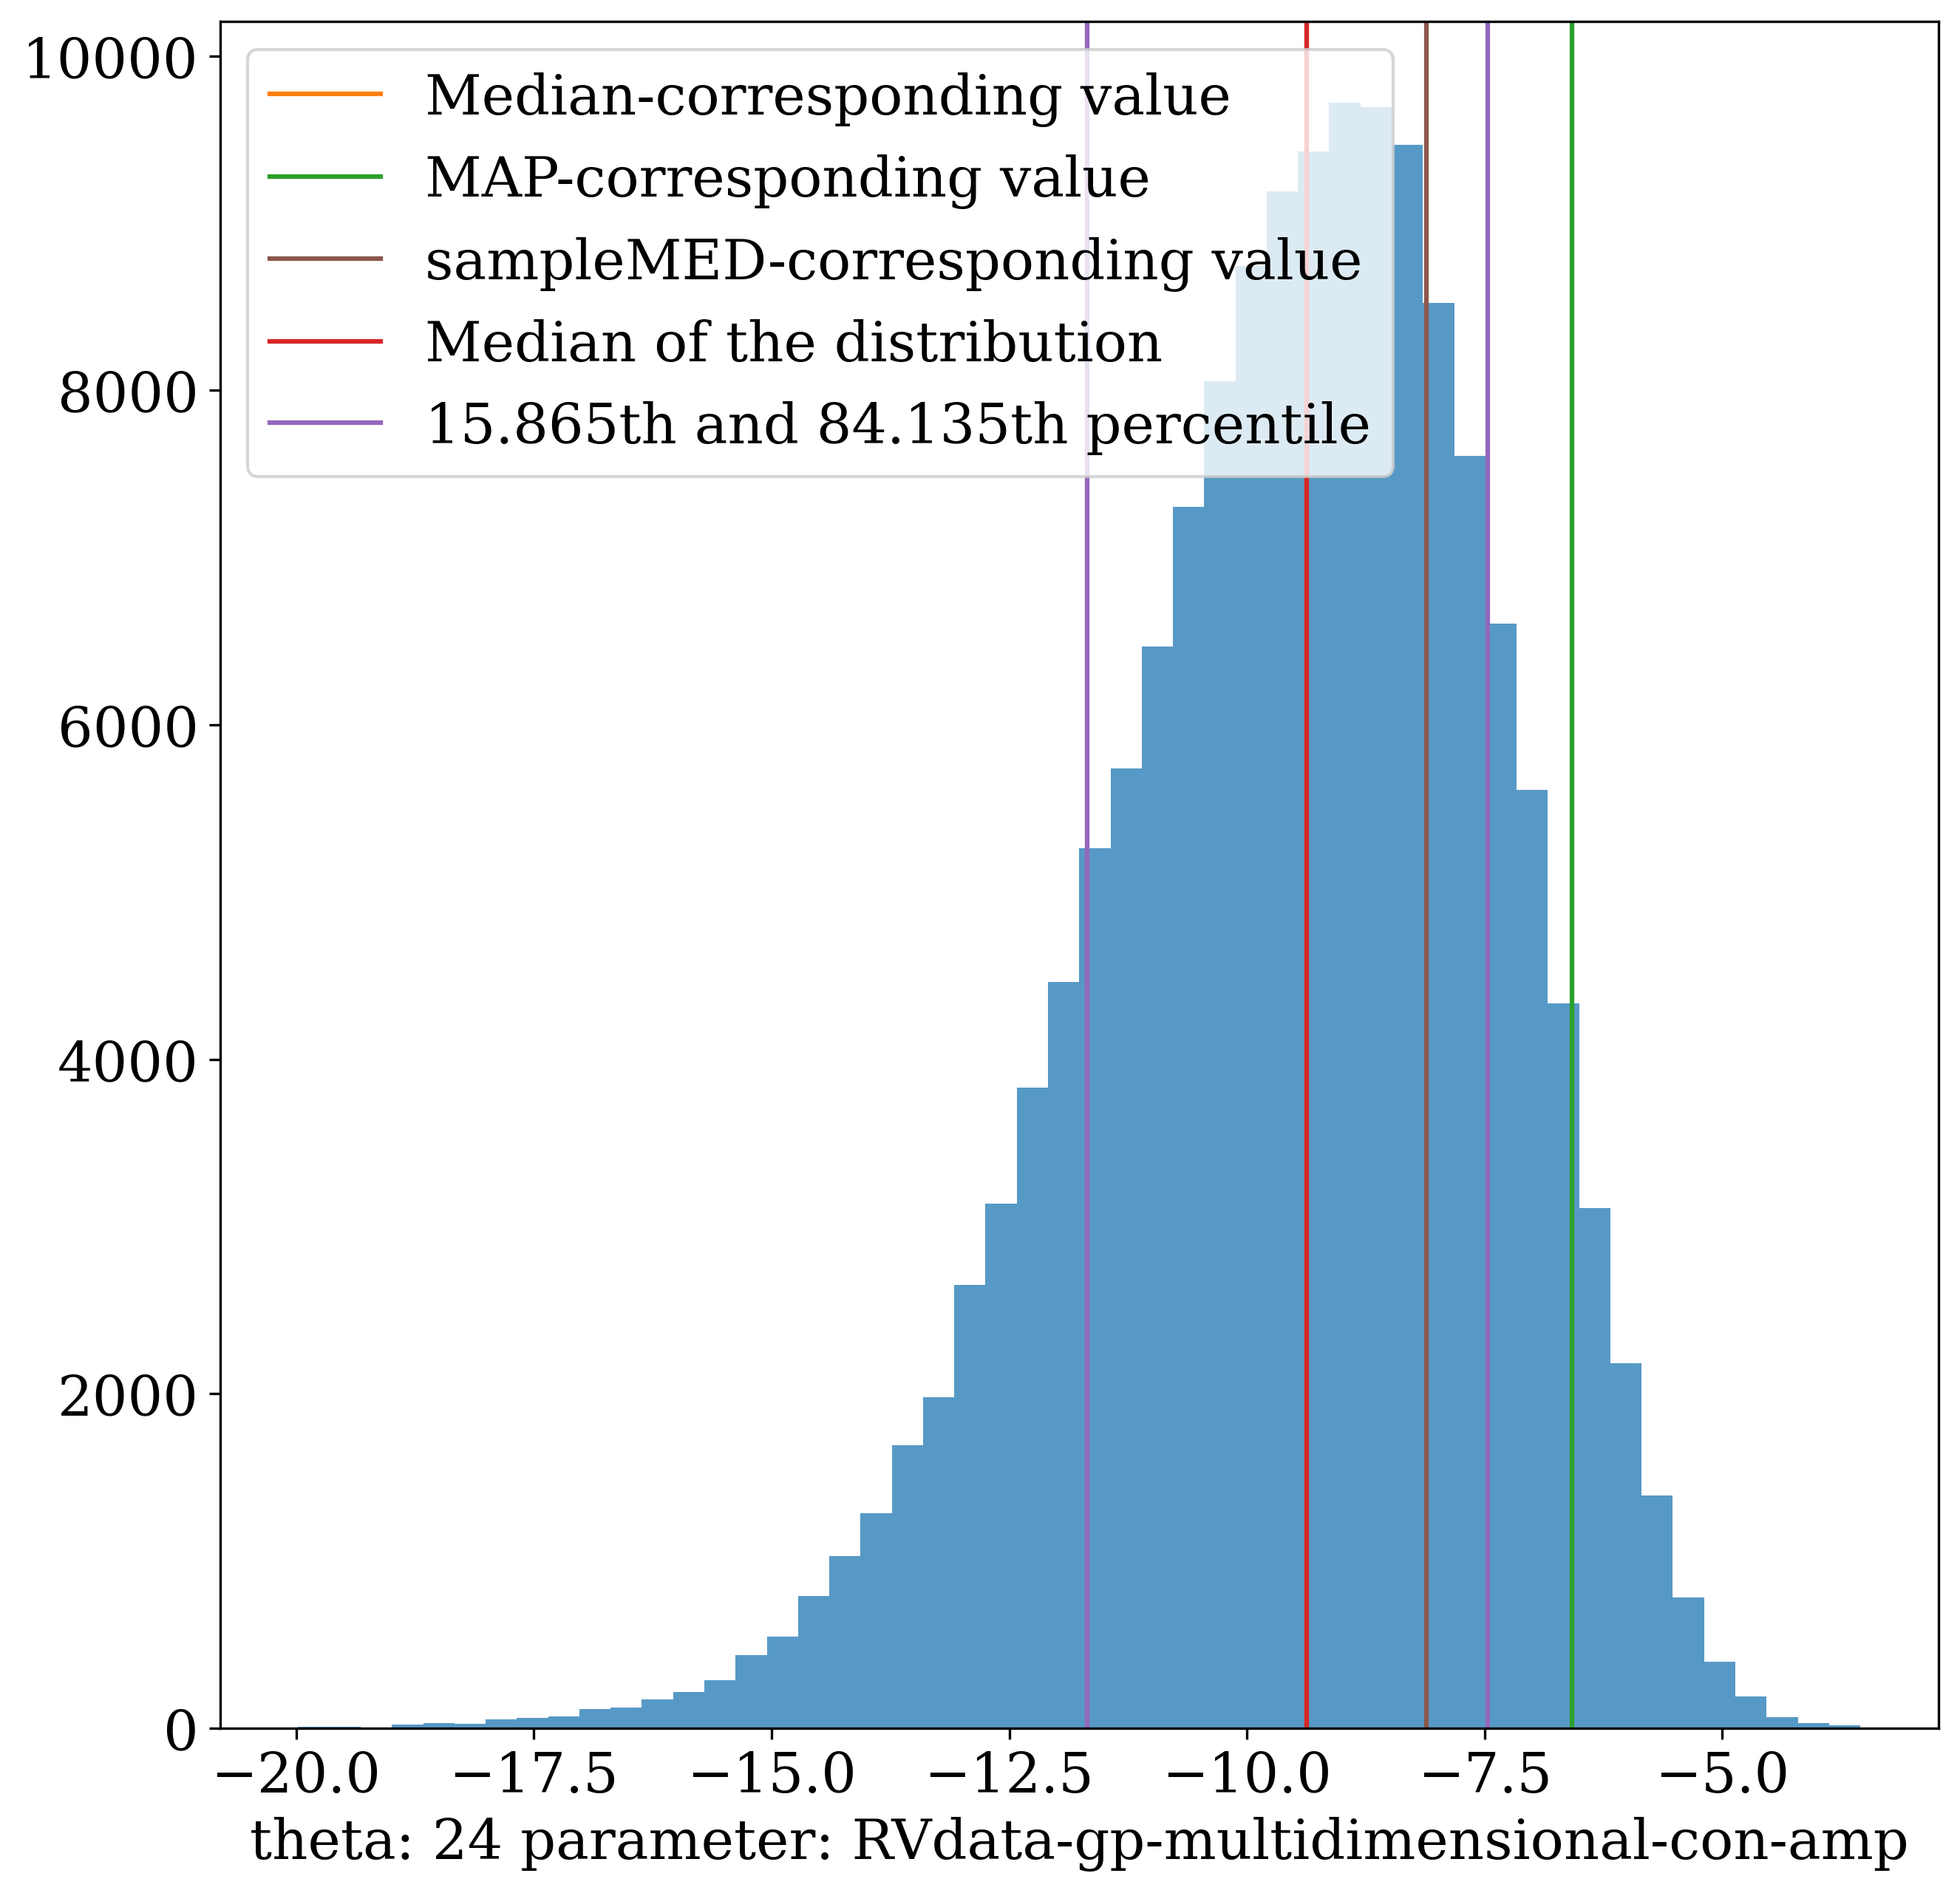 10000
8000
6000
4000
2000
0
Median-corresponding value
MAP-corresponding value
sampleMED-corresponding value
Median of the distribution
15.865th and 84.135th percentile
−20.0 −17.5 −15.0 −12.5 −10.0 −7.5 −5.0
theta: 24 parameter: RVdata-gp-multidimensional-con-amp